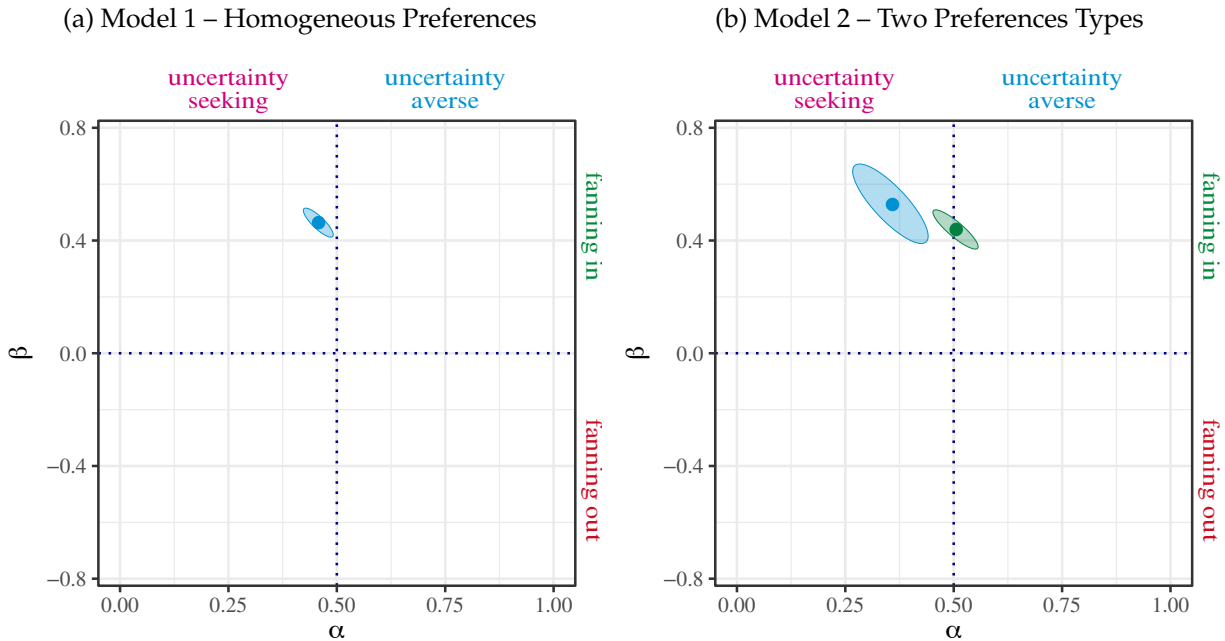 (a) Model 1 – Homogeneous Preferences
uncertainty
seeking
uncertainty
averse
0.8
0.4
0.0
−0.4
−0.8
β
fanning in
fanning out
0.00
0.25
0.50
0.75
1.00
α
(b) Model 2 – Two Preferences Types
uncertainty
seeking
uncertainty
averse
0.8
0.4
0.0
−0.4
−0.8
β
fanning in
fanning out
0.00
0.25
0.50
0.75
1.00
α